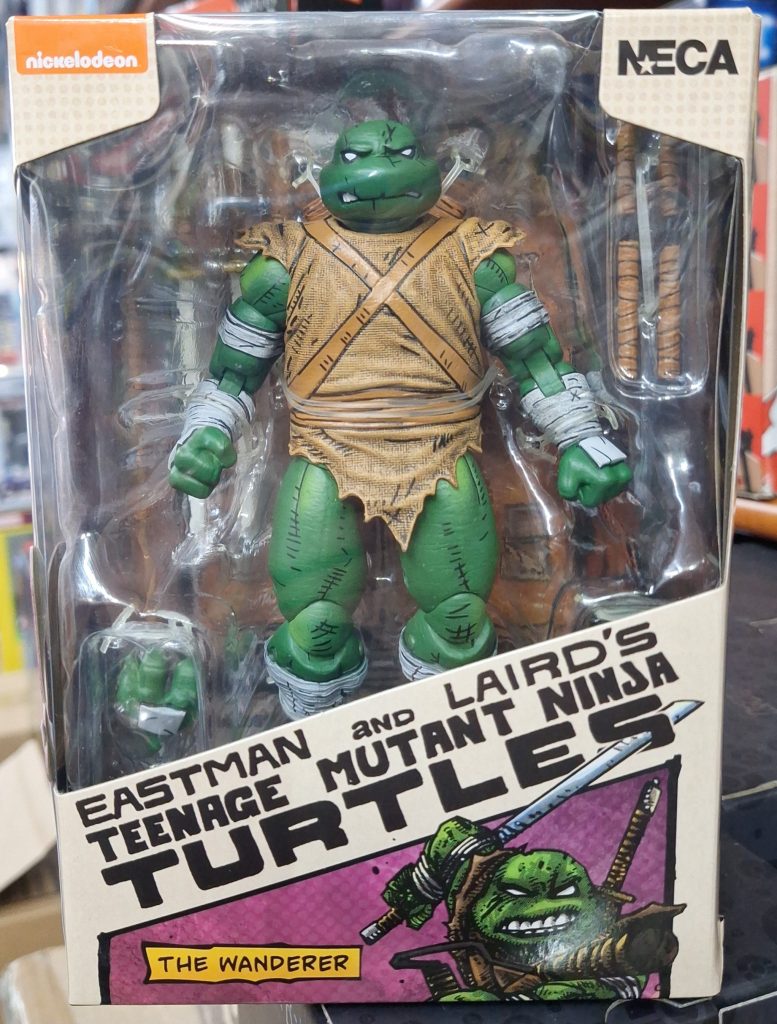 nickelodeon
NECA
EASTMAN AND LAIRD'S
TEENAGE MUTANT NINJA
TURTLES
THE WANDERER